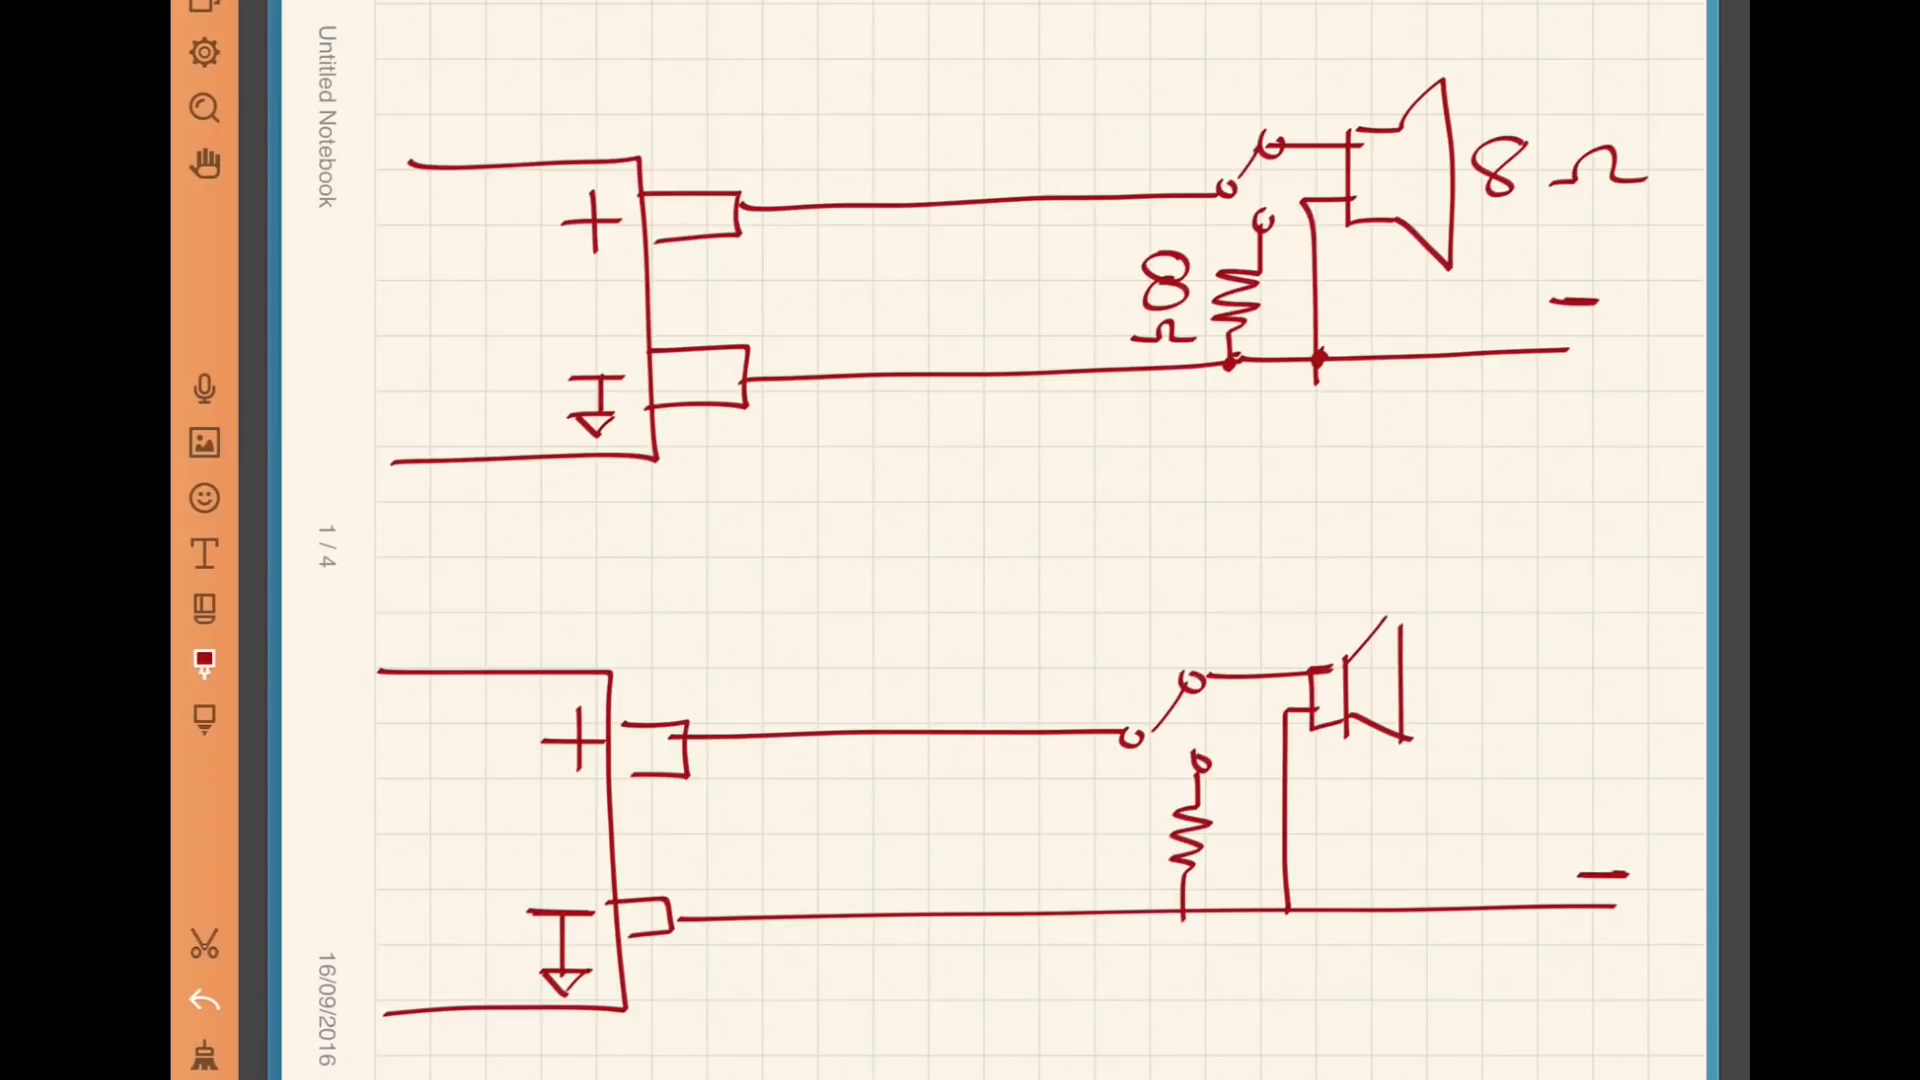 Untitled Notebook
1 / 4
16/09/2016
+
8 Ω
8
Ω
−
+
−